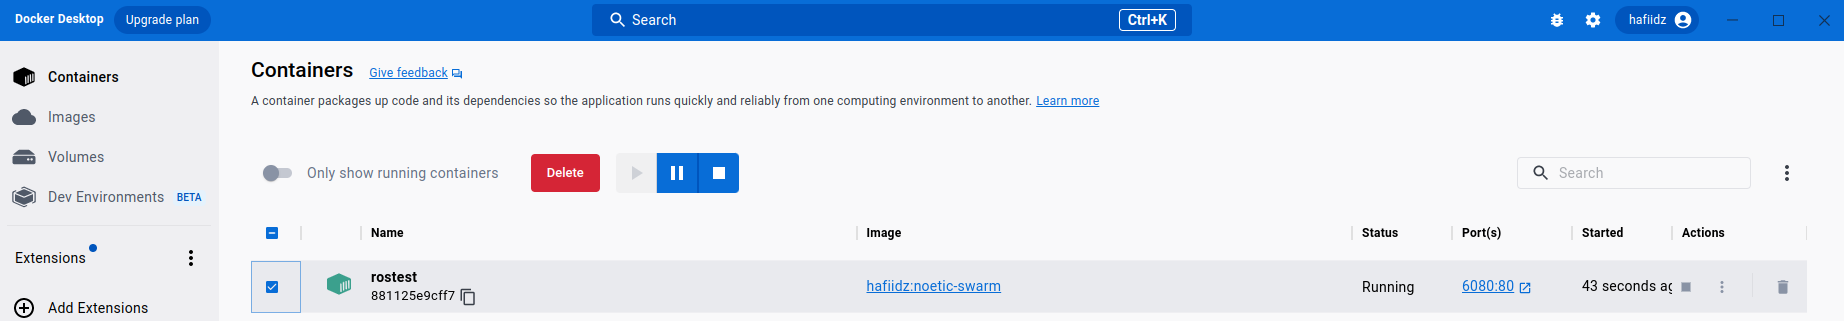 Docker Desktop Upgrade plan Search Ctrl+K hafiidz
Containers
Images
Volumes
Dev Environments BETA
Extensions
Add Extensions
Containers Give feedback
A container packages up code and its dependencies so the application runs quickly and reliably from one computing environment to another. Learn more
Only show running containers Delete Search
Name Image Status Port(s) Started Actions
rostest
881125e9cff7 hafiidz:noetic-swarm Running 6080:80 43 seconds ag